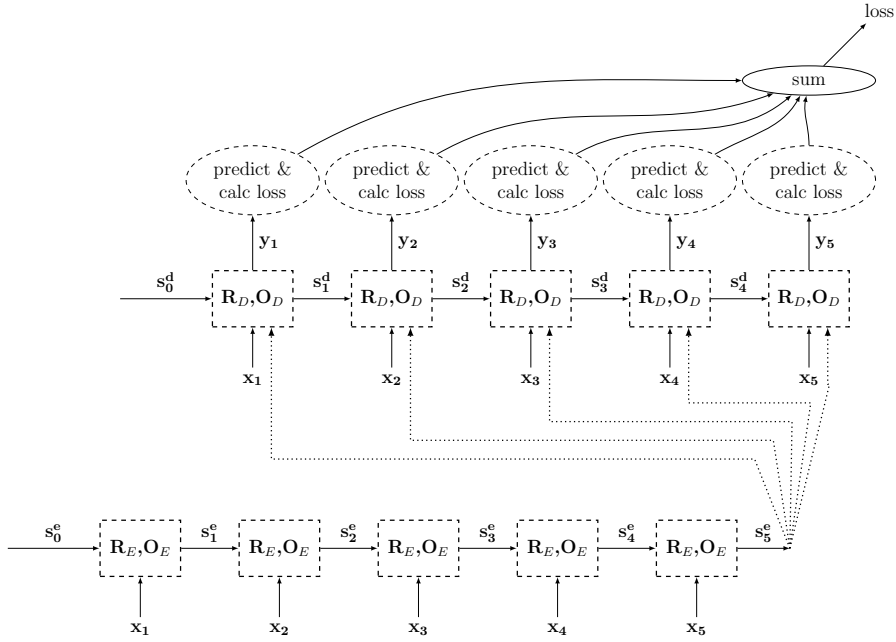 loss
sum
predict & predict & predict & predict & predict &
calc loss calc loss calc loss calc loss calc loss
y₁ y₂ y₃ y₄ y₅
s₀ᵈ s₁ᵈ s₂ᵈ s₃ᵈ s₄ᵈ
R_D,O_D R_D,O_D R_D,O_D R_D,O_D R_D,O_D
x₁ x₂ x₃ x₄ x₅
s₀ᵉ s₁ᵉ s₂ᵉ s₃ᵉ s₄ᵉ s₅ᵉ
R_E,O_E R_E,O_E R_E,O_E R_E,O_E R_E,O_E
x₁ x₂ x₃ x₄ x₅